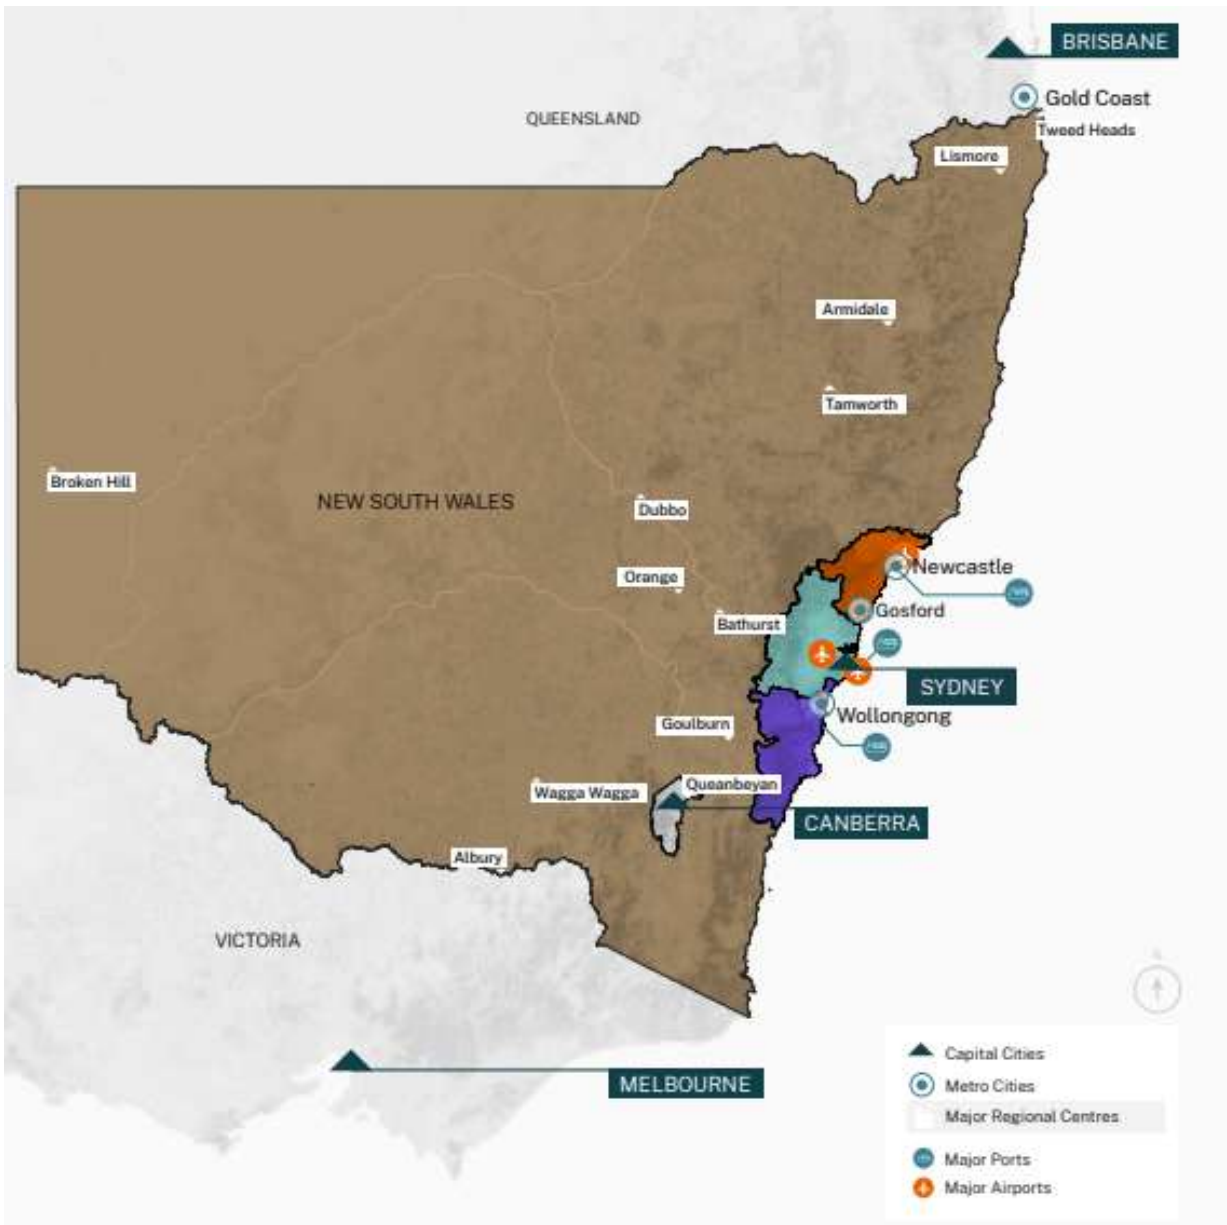 BRISBANE
Gold Coast
QUEENSLAND
Tweed Heads
Lismore
Armidale
Tamworth
Broken Hill
NEW SOUTH WALES
Dubbo
Newcastle
Orange
Gosford
Bathurst
SYDNEY
Wollongong
Goulburn
Queanbeyan
Wagga Wagga
CANBERRA
Albury
VICTORIA
MELBOURNE
Capital Cities
Metro Cities
Major Regional Centres
Major Ports
Major Airports